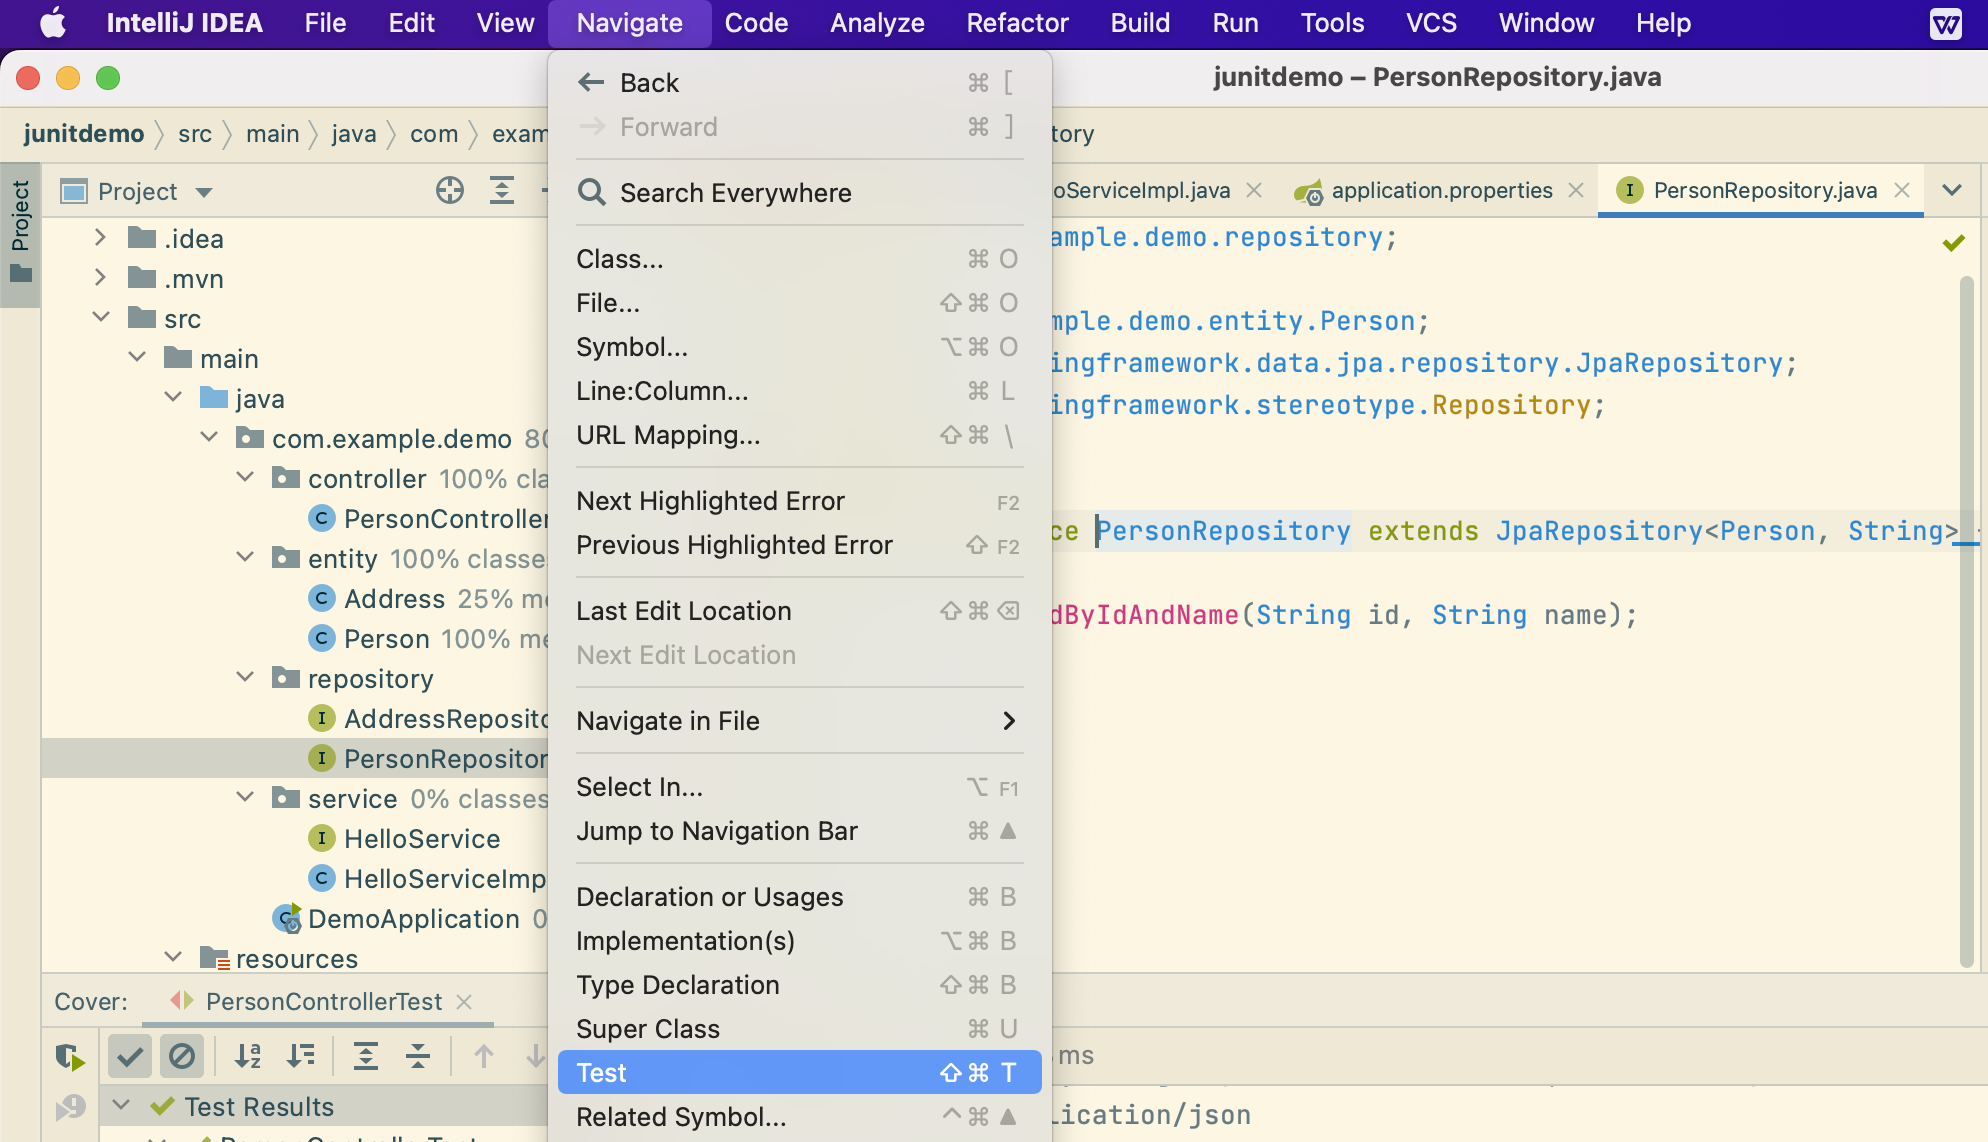 IntelliJ IDEA File Edit View Navigate Code Analyze Refactor Build Run Tools VCS Window Help
junitdemo – PersonRepository.java
junitdemo src main java com exam
tory
Project
Project
oServiceImpl.java
application.properties
PersonRepository.java
.idea
.mvn
src
main
java
com.example.demo 80
controller 100% cla
PersonController
entity 100% classe
Address 25% me
Person 100% me
repository
AddressReposito
PersonRepositor
service 0% classes
HelloService
HelloServiceImp
DemoApplication 0
resources
Back ⌘ [
Forward ⌘ ]
Search Everywhere
Class... ⌘ O
File... ⇧⌘ O
Symbol... ⌥⌘ O
Line:Column... ⌘ L
URL Mapping... ⇧⌘ \
Next Highlighted Error F2
Previous Highlighted Error ⇧ F2
Last Edit Location ⇧⌘⌫
Next Edit Location
Navigate in File
Select In... ⌥ F1
Jump to Navigation Bar ⌘ ▲
Declaration or Usages ⌘ B
Implementation(s) ⌥⌘ B
Type Declaration ⇧⌘ B
Super Class ⌘ U
Test ⇧⌘ T
Related Symbol... ^⌘ ▲
ample.demo.repository;
mple.demo.entity.Person;
ingframework.data.jpa.repository.JpaRepository;
ingframework.stereotype.Repository;
ce PersonRepository extends JpaRepository<Person, String>
dByIdAndName(String id, String name);
Cover: PersonControllerTest
ms
Test Results
lication/json